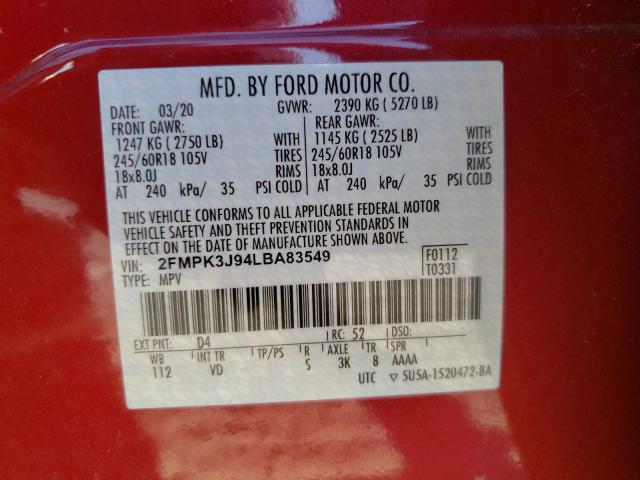 MFD. BY FORD MOTOR CO.
DATE: 03/20 GVWR: 2390 KG ( 5270 LB)
FRONT GAWR: REAR GAWR:
1247 KG ( 2750 LB) WITH 1145 KG ( 2525 LB) WITH
245/60R18 105V TIRES 245/60R18 105V TIRES
18x8.0J RIMS 18x8.0J RIMS
AT 240 kPa/ 35 PSI COLD AT 240 kPa/ 35 PSI COLD
THIS VEHICLE CONFORMS TO ALL APPLICABLE FEDERAL MOTOR
VEHICLE SAFETY AND THEFT PREVENTION STANDARDS IN
EFFECT ON THE DATE OF MANUFACTURE SHOWN ABOVE.
VIN: 2FMPK3J94LBA83549 F0112
TYPE: MPV T0331
EXT PNT: D4 RC: 52 DSO:
WB INT TR TP/PS R AXLE TR SPR
112 VD S 3K 8 AAAA
UTC ▽ 5U5A-1520472-BA